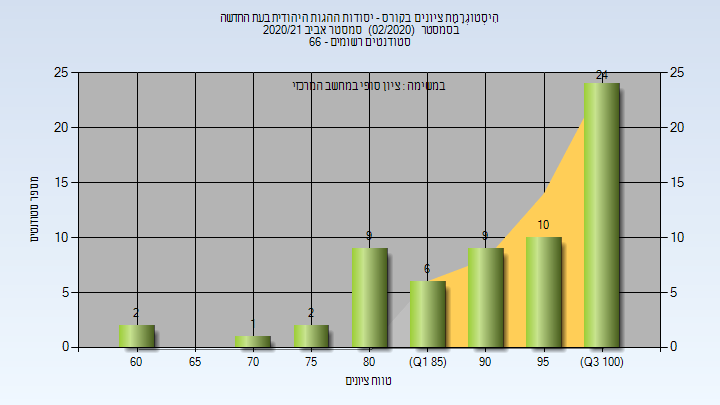 היסטוגרמת ציונים בקורס - יסודות ההגות היהודית בעת החדשה
בסמסטר (02/2020) סמסטר אביב 2020/21
סטודנטים רשומים - 66
במשימה : ציון סופי במחשב המרכזי
25 25
20 20
15 15
10 10
5 5
0 0
מספר סטודנטים
2 1 2 9 6 9 10 24
60 65 70 75 80 (Q1 85) 90 95 (Q3 100)
טווח ציונים